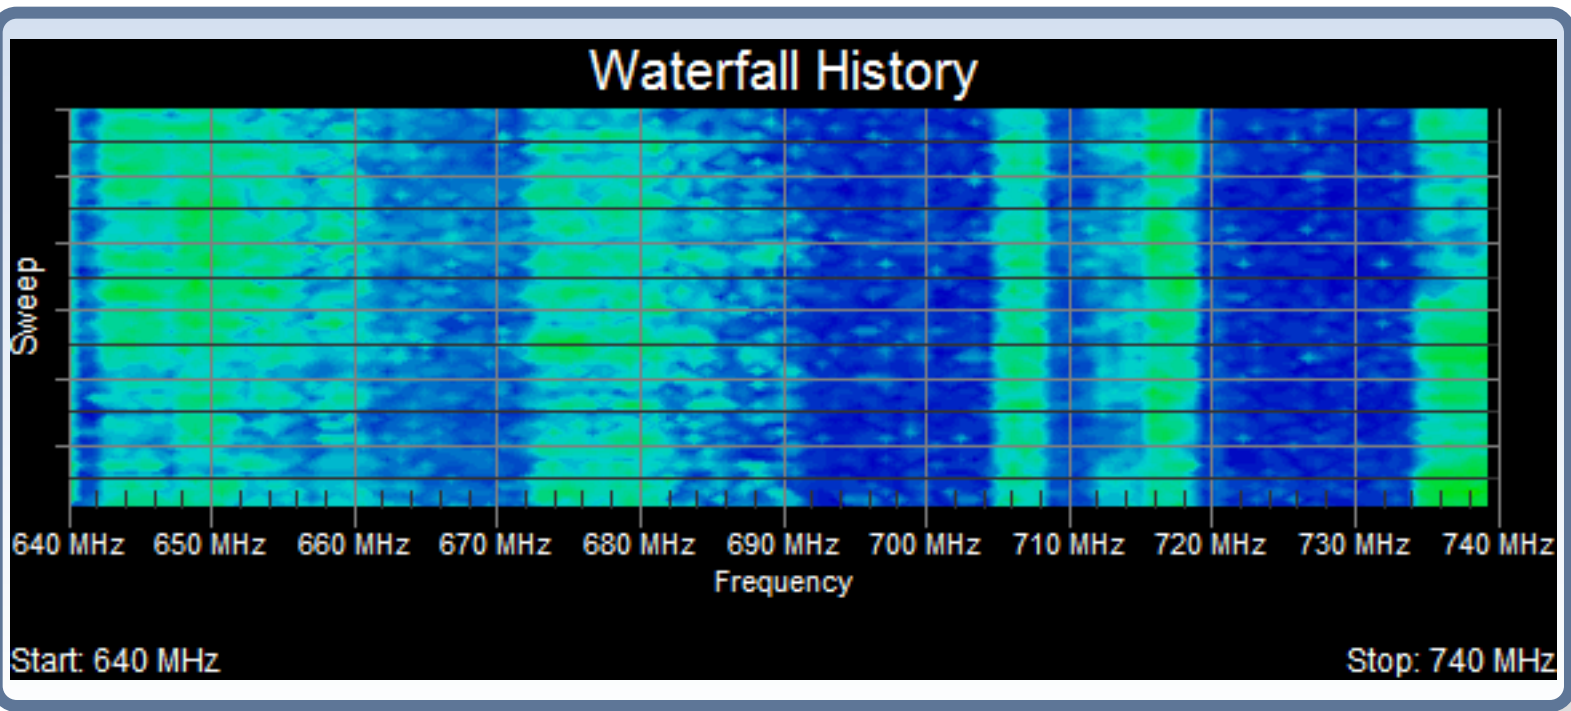 Waterfall History
Sweep
640 MHz 650 MHz 660 MHz 670 MHz 680 MHz 690 MHz 700 MHz 710 MHz 720 MHz 730 MHz 740 MHz
Frequency
Start: 640 MHz
Stop: 740 MHz